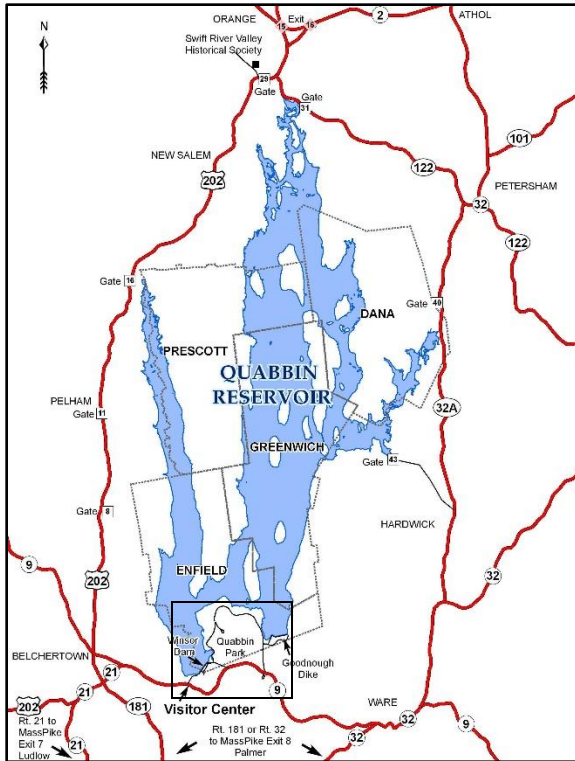 ORANGE
Exit
15
16
2
ATHOL
Swift River Valley
Historical Society
29
Gate
Gate
31
101
NEW SALEM
122
202
PETERSHAM
32
122
Gate 16
Gate 40
DANA
PRESCOTT
QUABBIN
RESERVOIR
PELHAM
Gate 11
32A
GREENWICH
Gate 43
Gate 8
HARDWICK
9
32
202
ENFIELD
Winsor
Dam
Quabbin
Park
Goodnough
Dike
BELCHERTOWN
21
9
Visitor Center
202
21
181
WARE
32
32
9
Rt. 21 to
MassPike
Exit 7
Ludlow
21
Rt. 181 or Rt. 32
to MassPike Exit 8
Palmer
32